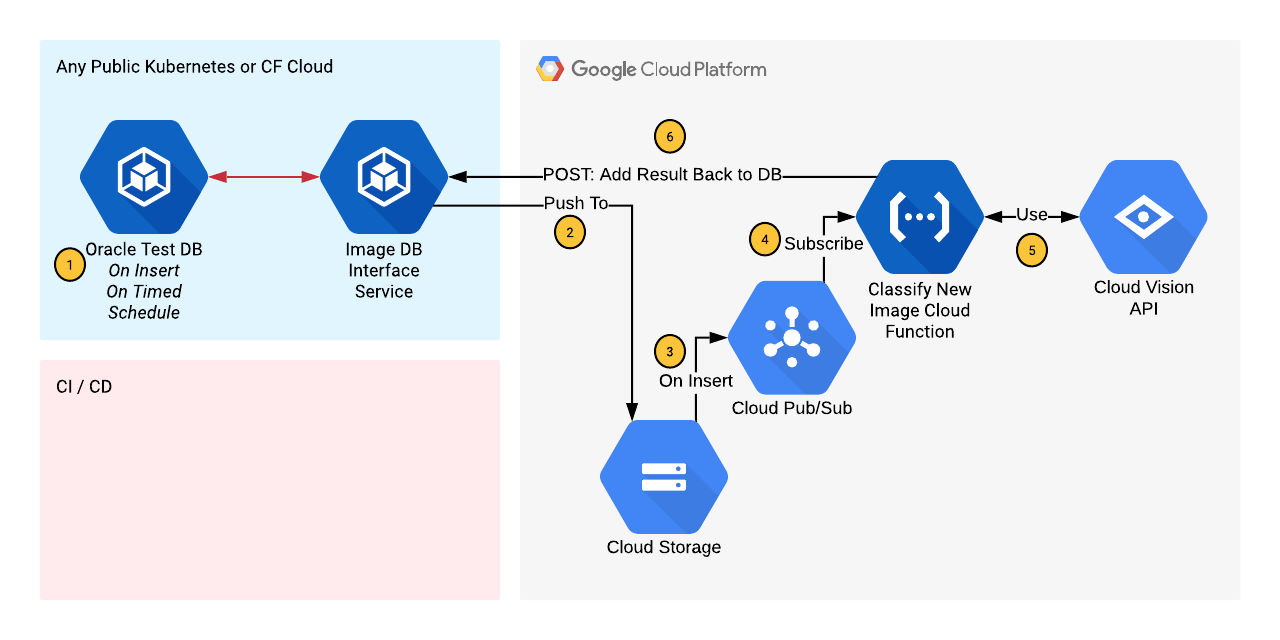 Any Public Kubernetes or CF Cloud
Google Cloud Platform
6
POST: Add Result Back to DB
Push To
2
1
Oracle Test DB
On Insert
On Timed
Schedule
Image DB
Interface
Service
4
Subscribe
Use
5
Classify New
Image Cloud
Function
Cloud Vision
API
3
On Insert
Cloud Pub/Sub
CI / CD
Cloud Storage